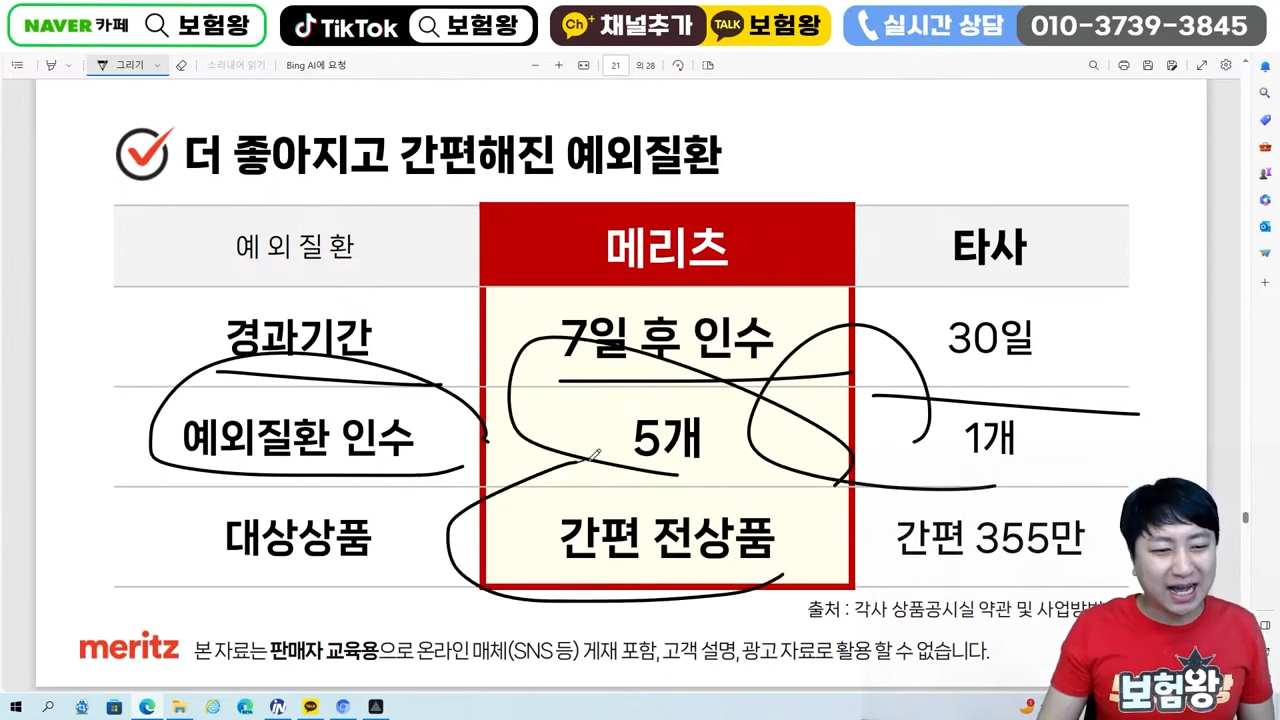 NAVER 카페 보험왕
TikTok 보험왕
Ch+ 채널추가 TALK 보험왕
실시간 상담 010-3739-3845
그리기 소리내어 읽기 Bing AI에 요청
21 의 28
더 좋아지고 간편해진 예외질환
예외질환 메리츠 타사
경과기간 7일 후 인수 30일
예외질환 인수 5개 1개
대상상품 간편 전상품 간편 355만
출처 : 각사 상품공시실 약관 및 사업방법
meritz 본 자료는 판매자 교육용으로 온라인 매체(SNS 등) 게재 포함, 고객 설명, 광고 자료로 활용 할 수 없습니다.
보험왕